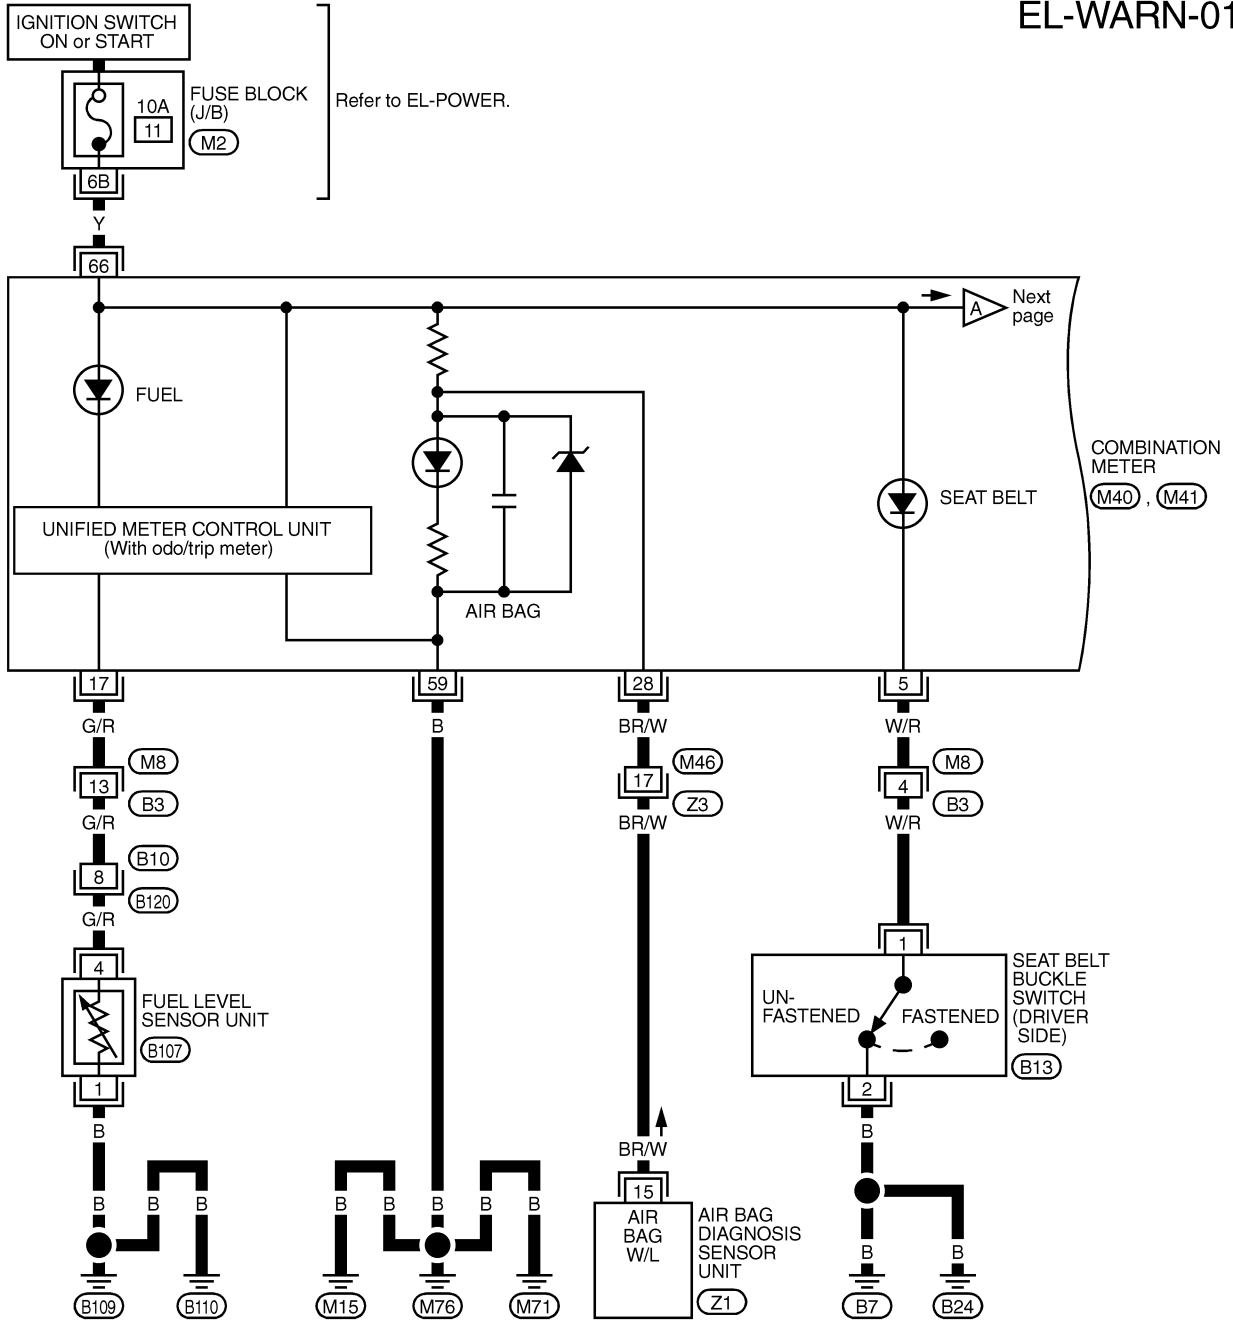 EL-WARN-01
IGNITION SWITCH
ON or START
10A
11
FUSE BLOCK
(J/B)
M2
Refer to EL-POWER.
6B
Y
66
A
Next
page
FUEL
COMBINATION
METER
M40 , M41
SEAT BELT
UNIFIED METER CONTROL UNIT
(With odo/trip meter)
AIR BAG
17
59
28
5
G/R
B
BR/W
W/R
M8
M46
M8
13
17
4
B3
Z3
B3
G/R
BR/W
W/R
B10
8
B120
G/R
1
4
FUEL LEVEL
SENSOR UNIT
B107
UN-
FASTENED
FASTENED
SEAT BELT
BUCKLE
SWITCH
(DRIVER
SIDE)
B13
1
2
B
B
BR/W
15
B
B
B
B
B
B
B
AIR
BAG
W/L
AIR BAG
DIAGNOSIS
SENSOR
UNIT
Z1
B
B
B109
B110
M15
M76
M71
B7
B24